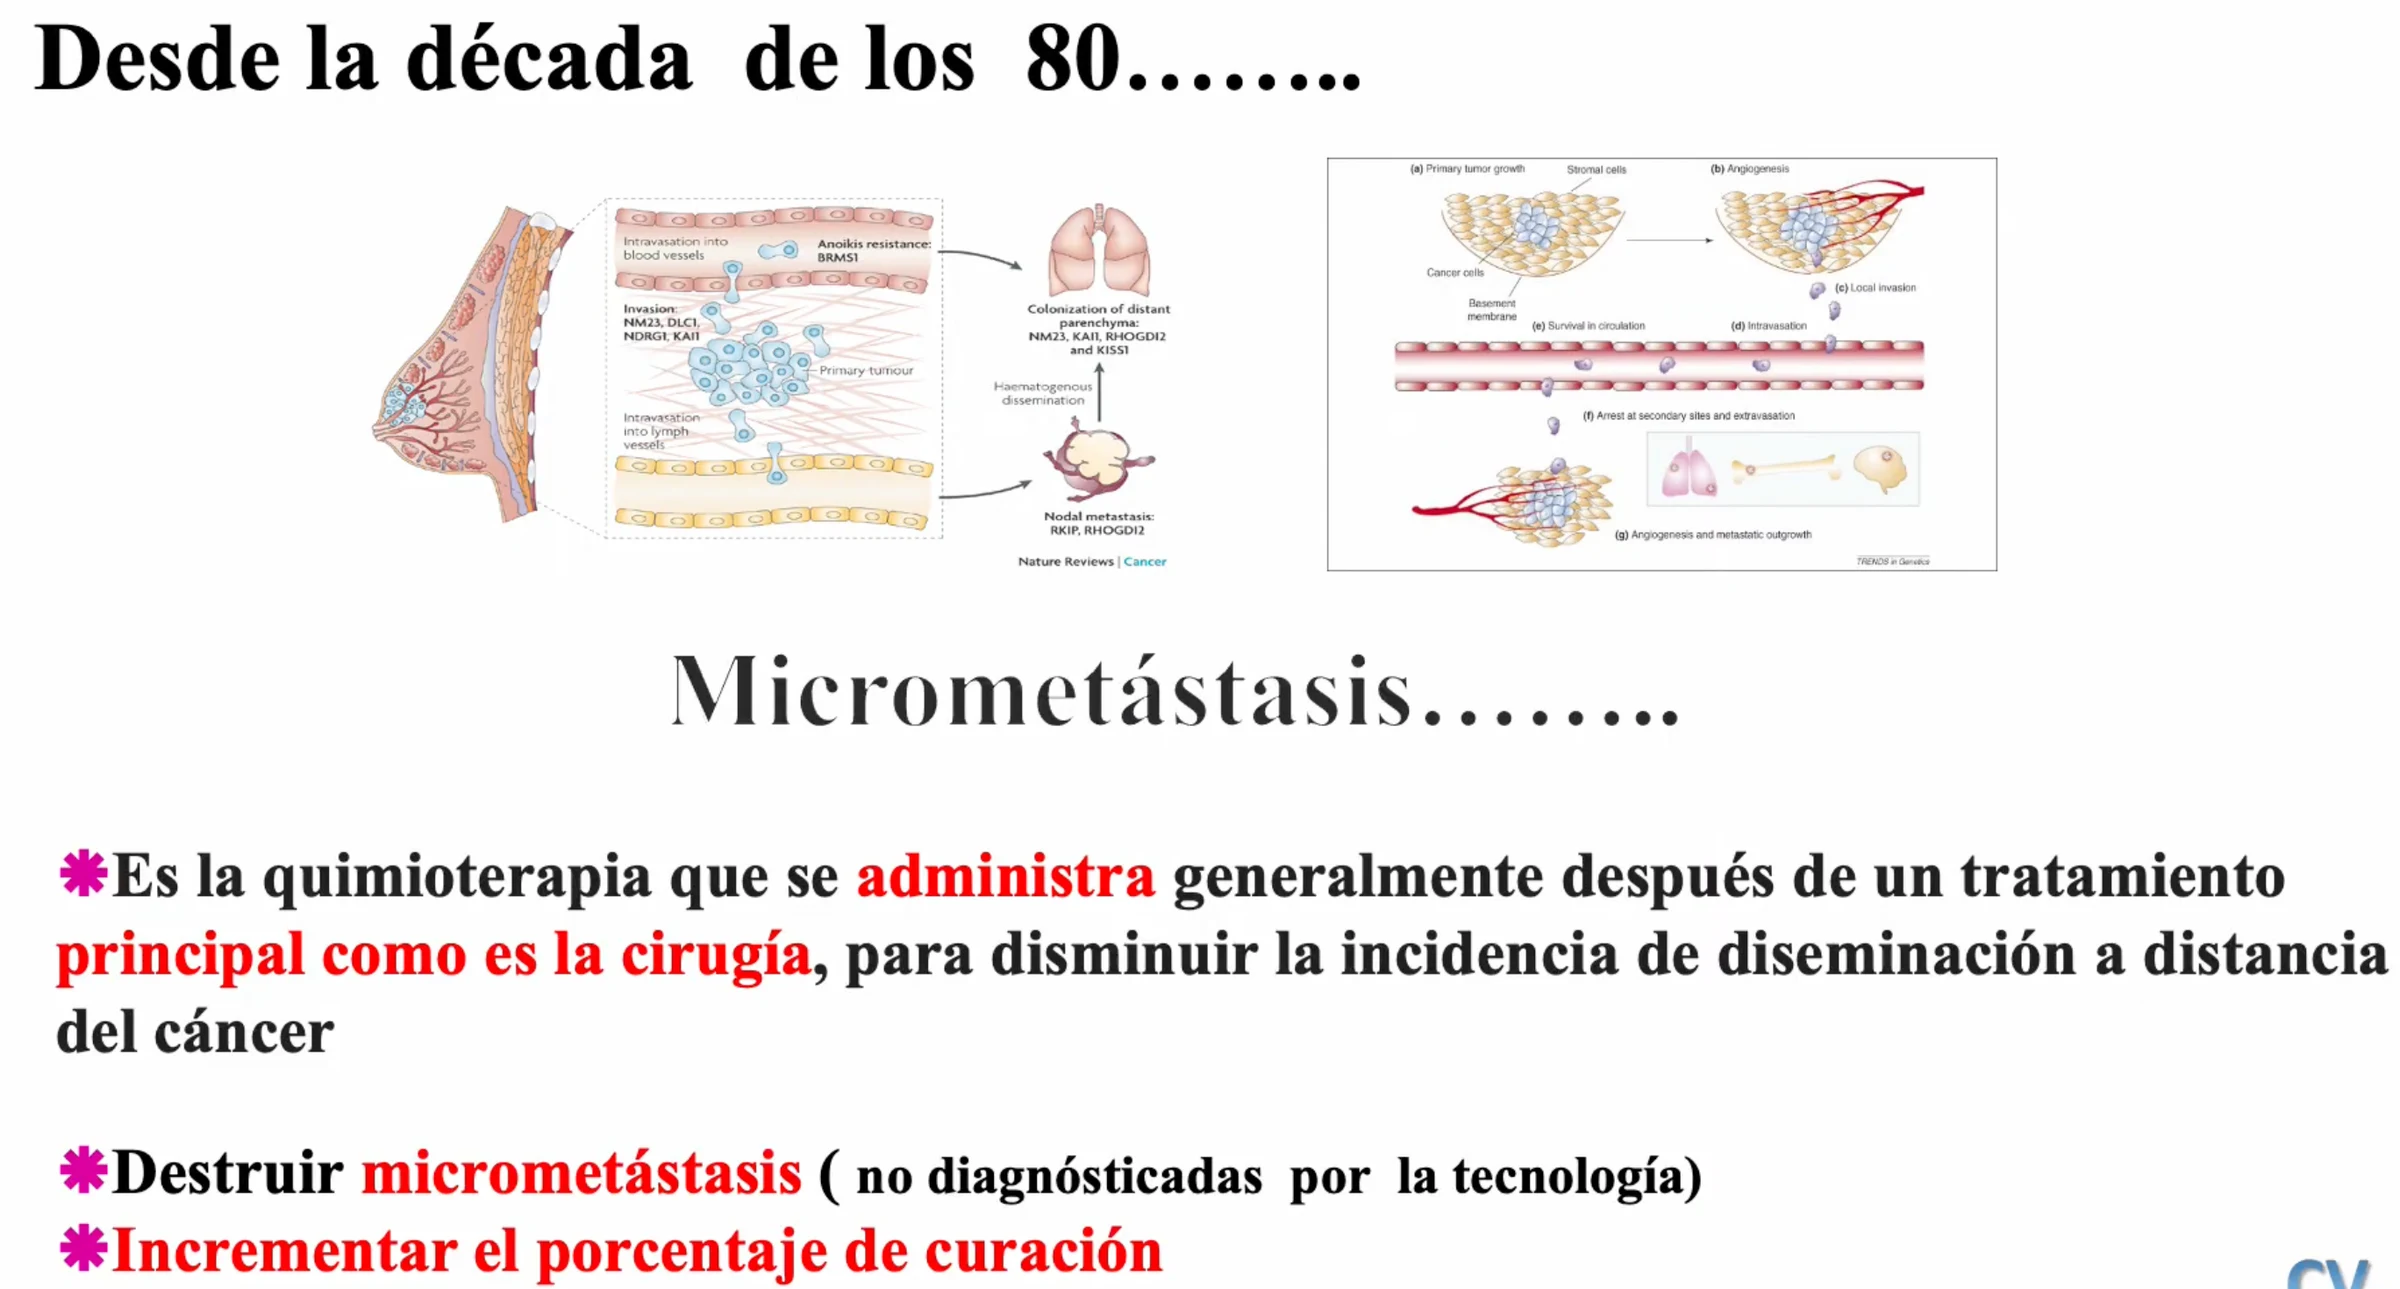 Desde la década de los 80……..
Intravasation into
blood vessels
Anoikis resistance:
BRMS1
Invasion:
NM23, DLC1,
NDRG1, KAI1
Primary tumour
Intravasation
into lymph
vessels
Colonization of distant
parenchyma:
NM23, KAI1, RHOGDI2
and KISS1
Haematogenous
dissemination
Nodal metastasis:
RKIP, RHOGDI2
Nature Reviews | Cancer
(a) Primary tumor growth
Stromal cells
(b) Angiogenesis
Cancer cells
Basement
membrane
(c) Local invasion
(e) Survival in circulation
(d) Intravasation
(f) Arrest at secondary sites and extravasation
(g) Angiogenesis and metastatic outgrowth
TRENDS in Genetics
Micrometástasis……..
✱Es la quimioterapia que se administra generalmente después de un tratamiento
principal como es la cirugía, para disminuir la incidencia de diseminación a distancia
del cáncer
✱Destruir micrometástasis ( no diagnósticadas por la tecnología)
✱Incrementar el porcentaje de curación
CV